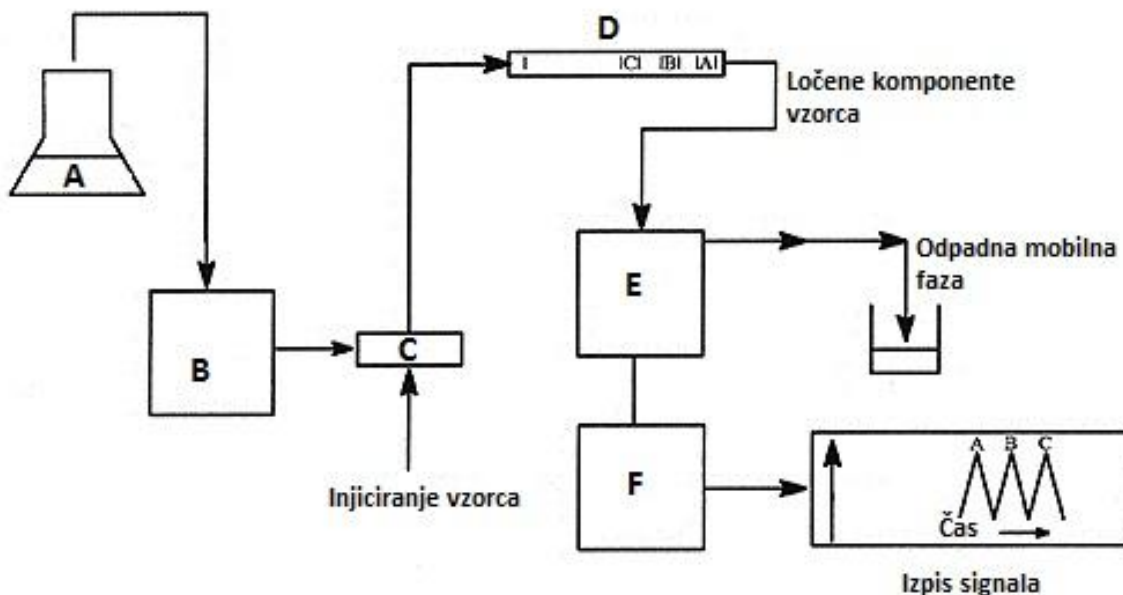 D
|C| |B| |A|
Ločene komponente
vzorca
A
E
Odpadna mobilna
faza
B
C
Injiciranje vzorca
F
A B C
Čas
Izpis signala